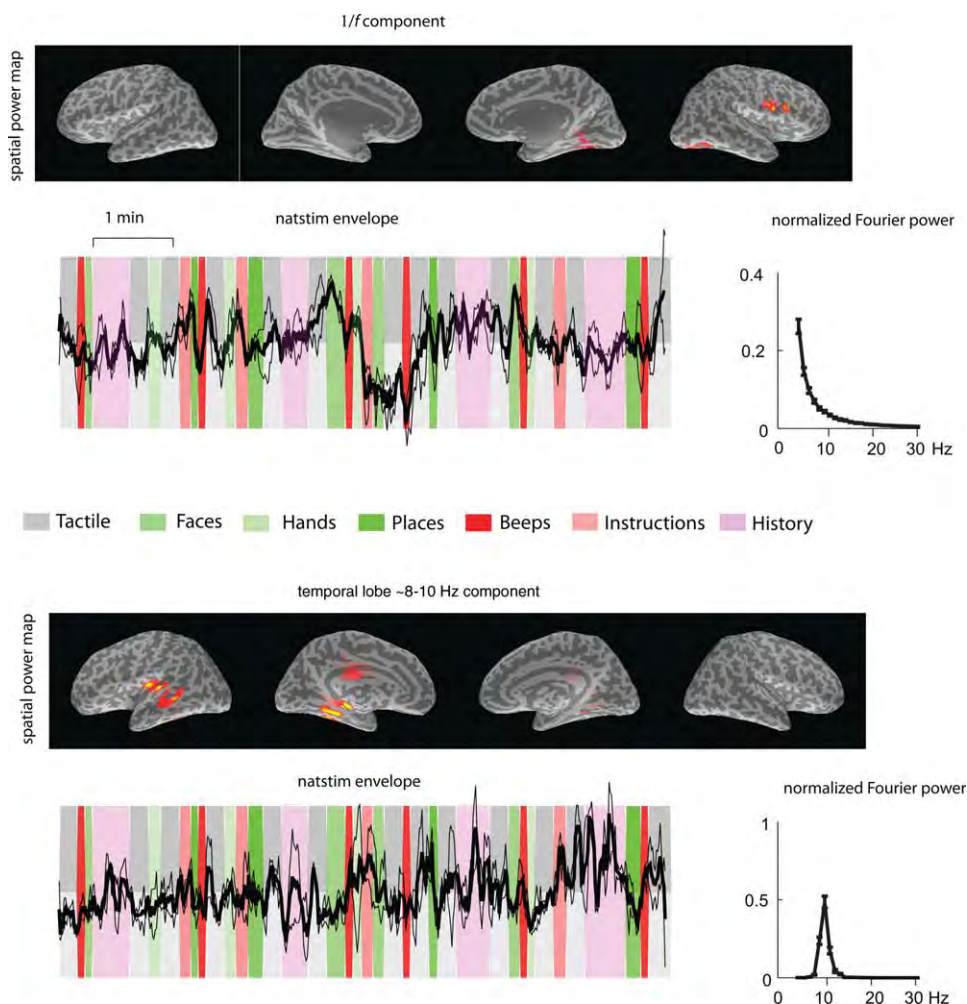 1/f component
spatial power map
1 min
natstim envelope
normalized Fourier power
0.4
0.2
0
0 10 20 30 Hz
Tactile Faces Hands Places Beeps Instructions History
temporal lobe ~8-10 Hz component
spatial power map
natstim envelope
normalized Fourier power
1
0.5
0
0 10 20 30 Hz